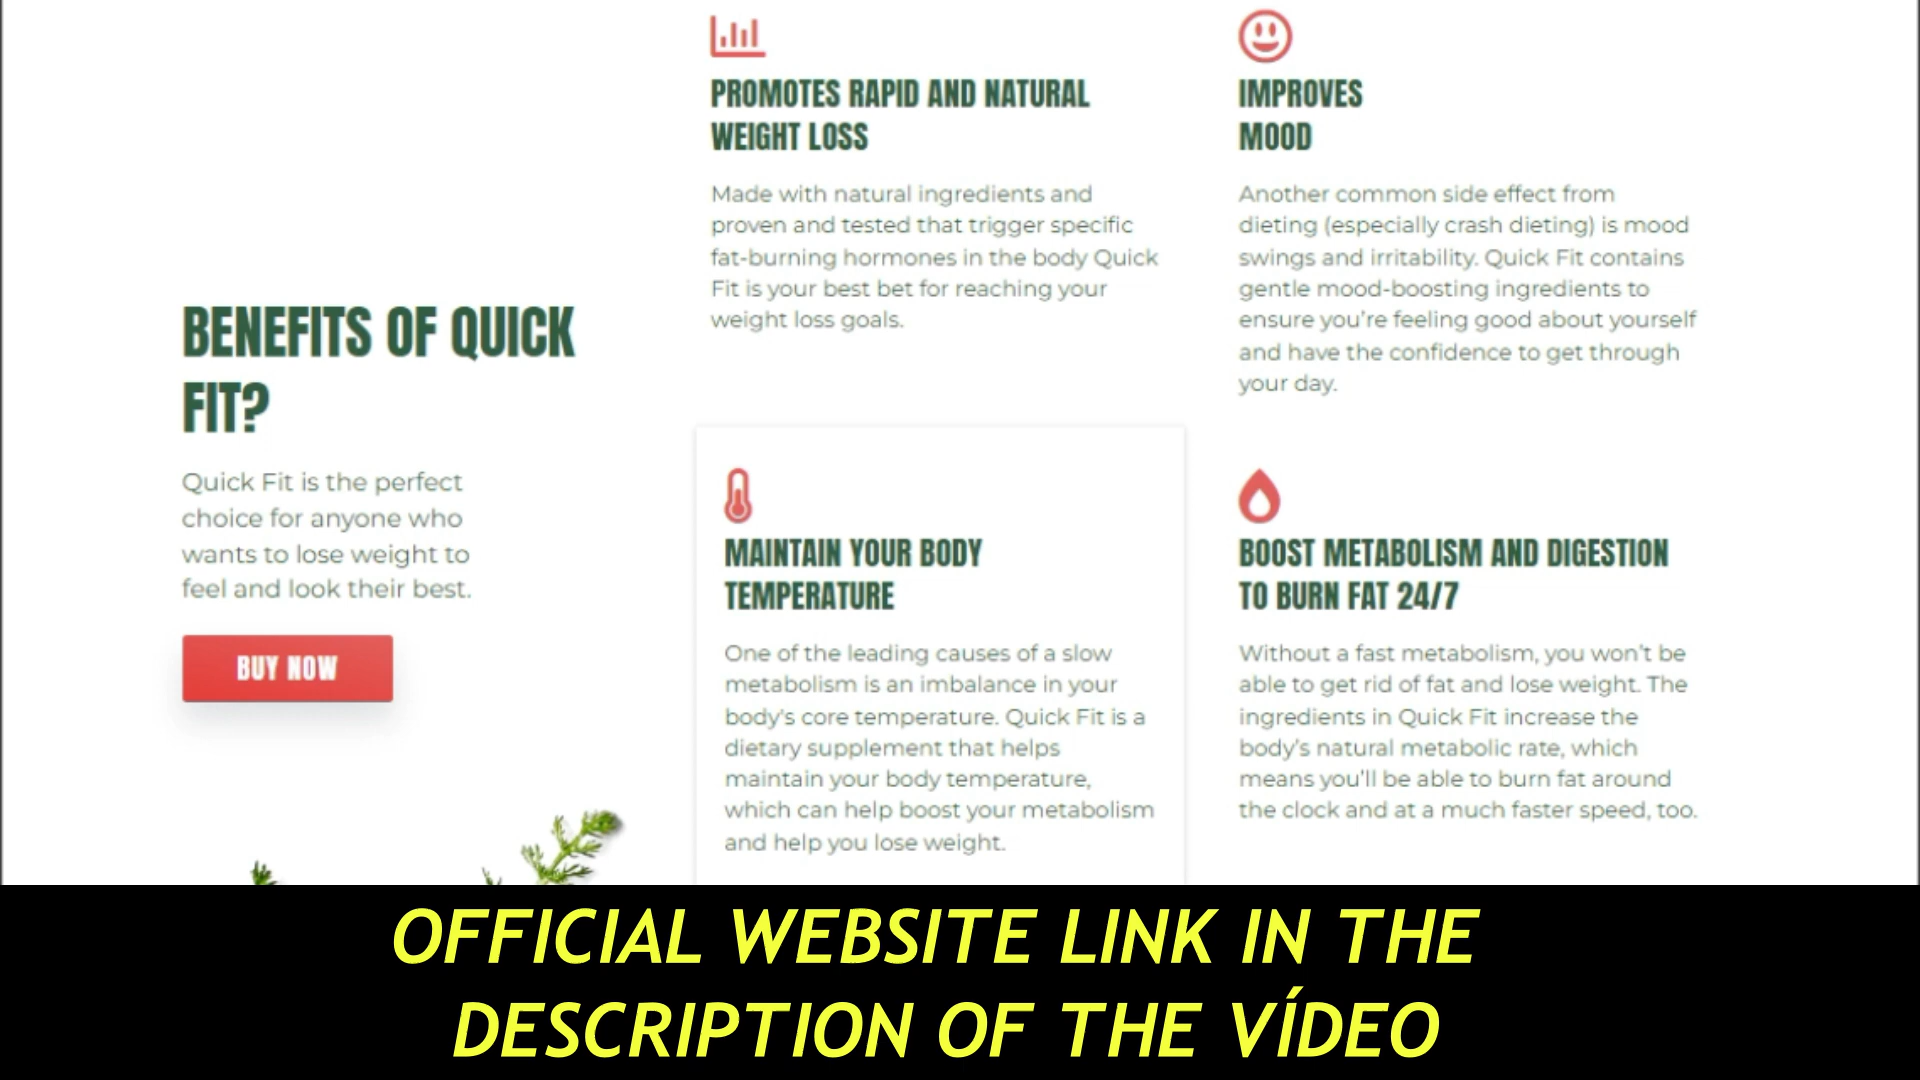 BENEFITS OF QUICK
FIT?
Quick Fit is the perfect
choice for anyone who
wants to lose weight to
feel and look their best.
BUY NOW
PROMOTES RAPID AND NATURAL
WEIGHT LOSS
Made with natural ingredients and
proven and tested that trigger specific
fat-burning hormones in the body Quick
Fit is your best bet for reaching your
weight loss goals.
IMPROVES
MOOD
Another common side effect from
dieting (especially crash dieting) is mood
swings and irritability. Quick Fit contains
gentle mood-boosting ingredients to
ensure you're feeling good about yourself
and have the confidence to get through
your day.
MAINTAIN YOUR BODY
TEMPERATURE
One of the leading causes of a slow
metabolism is an imbalance in your
body's core temperature. Quick Fit is a
dietary supplement that helps
maintain your body temperature,
which can help boost your metabolism
and help you lose weight.
BOOST METABOLISM AND DIGESTION
TO BURN FAT 24/7
Without a fast metabolism, you won't be
able to get rid of fat and lose weight. The
ingredients in Quick Fit increase the
body's natural metabolic rate, which
means you'll be able to burn fat around
the clock and at a much faster speed, too.
OFFICIAL WEBSITE LINK IN THE
DESCRIPTION OF THE VÍDEO